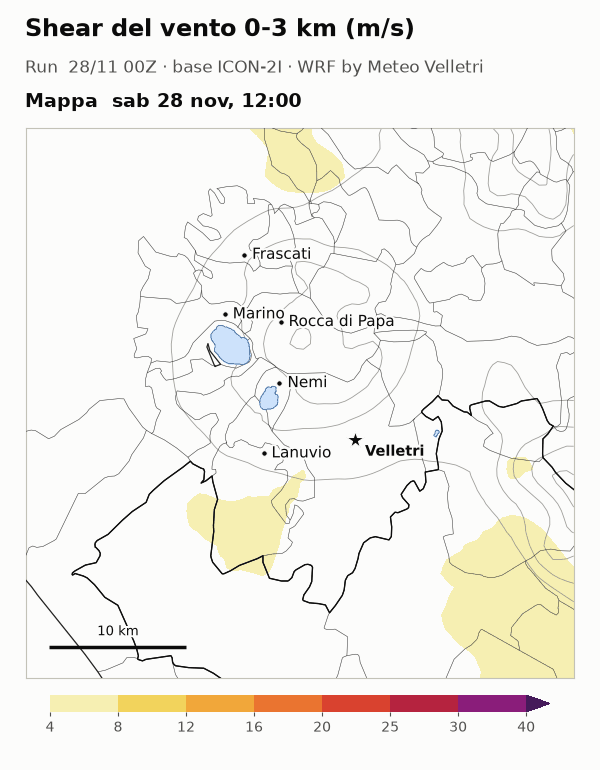 Shear del vento 0-3 km (m/s)
Run  28/11 00Z · base ICON-2I · WRF by Meteo Velletri
Mappa  sab 28 nov, 12:00
Frascati
Marino
Rocca di Papa
Nemi
Velletri
Lanuvio
10 km
4 8 12 16 20 25 30 40